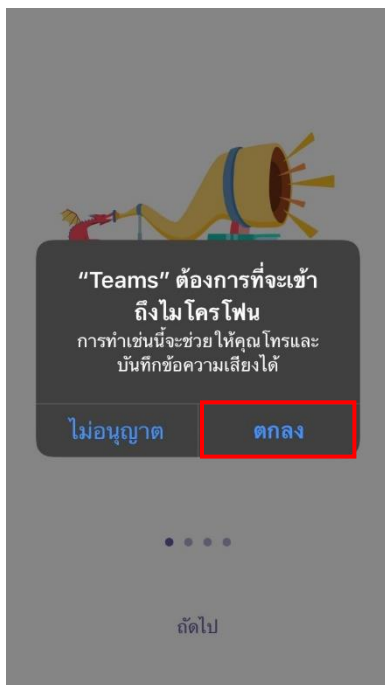 “Teams” ต้องการที่จะเข้า
ถึงไมโครโฟน
การทำเช่นนี้จะช่วยให้คุณโทรและ
บันทึกข้อความเสียงได้
ไม่อนุญาต
ตกลง
ถัดไป